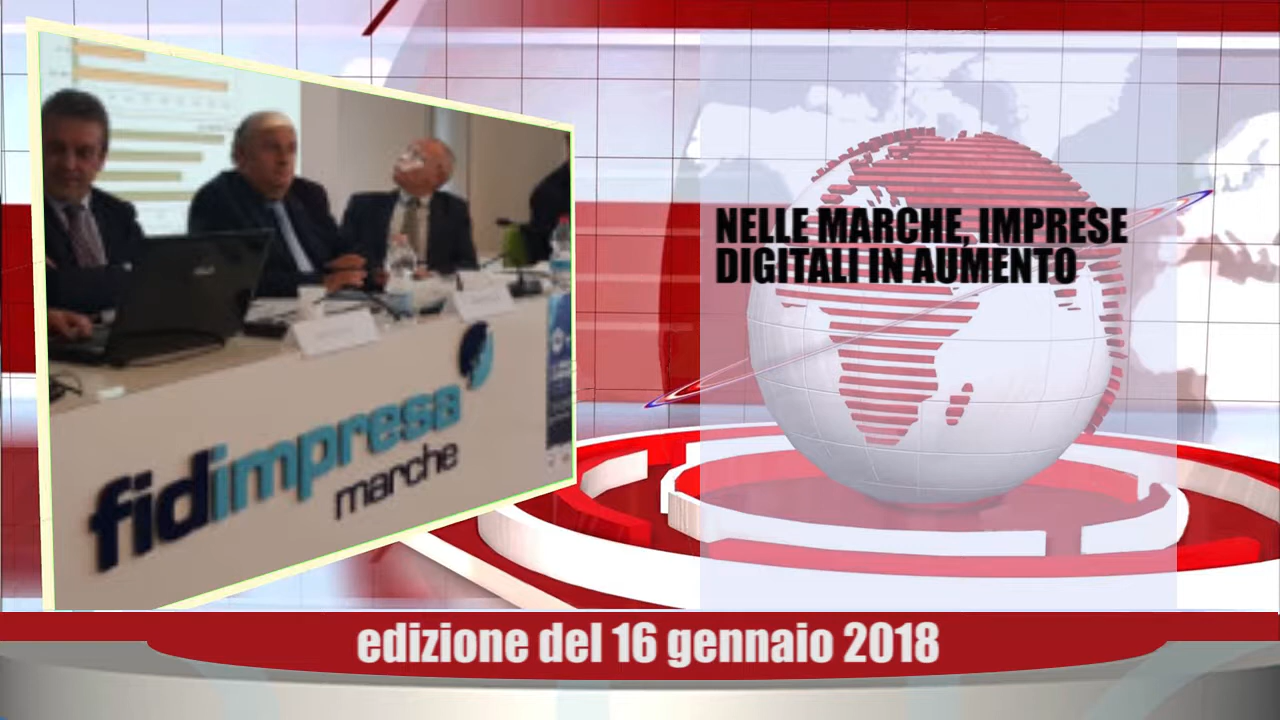 NELLE MARCHE, IMPRESE
DIGITALI IN AUMENTO
fidimpresa
marche
edizione del 16 gennaio 2018